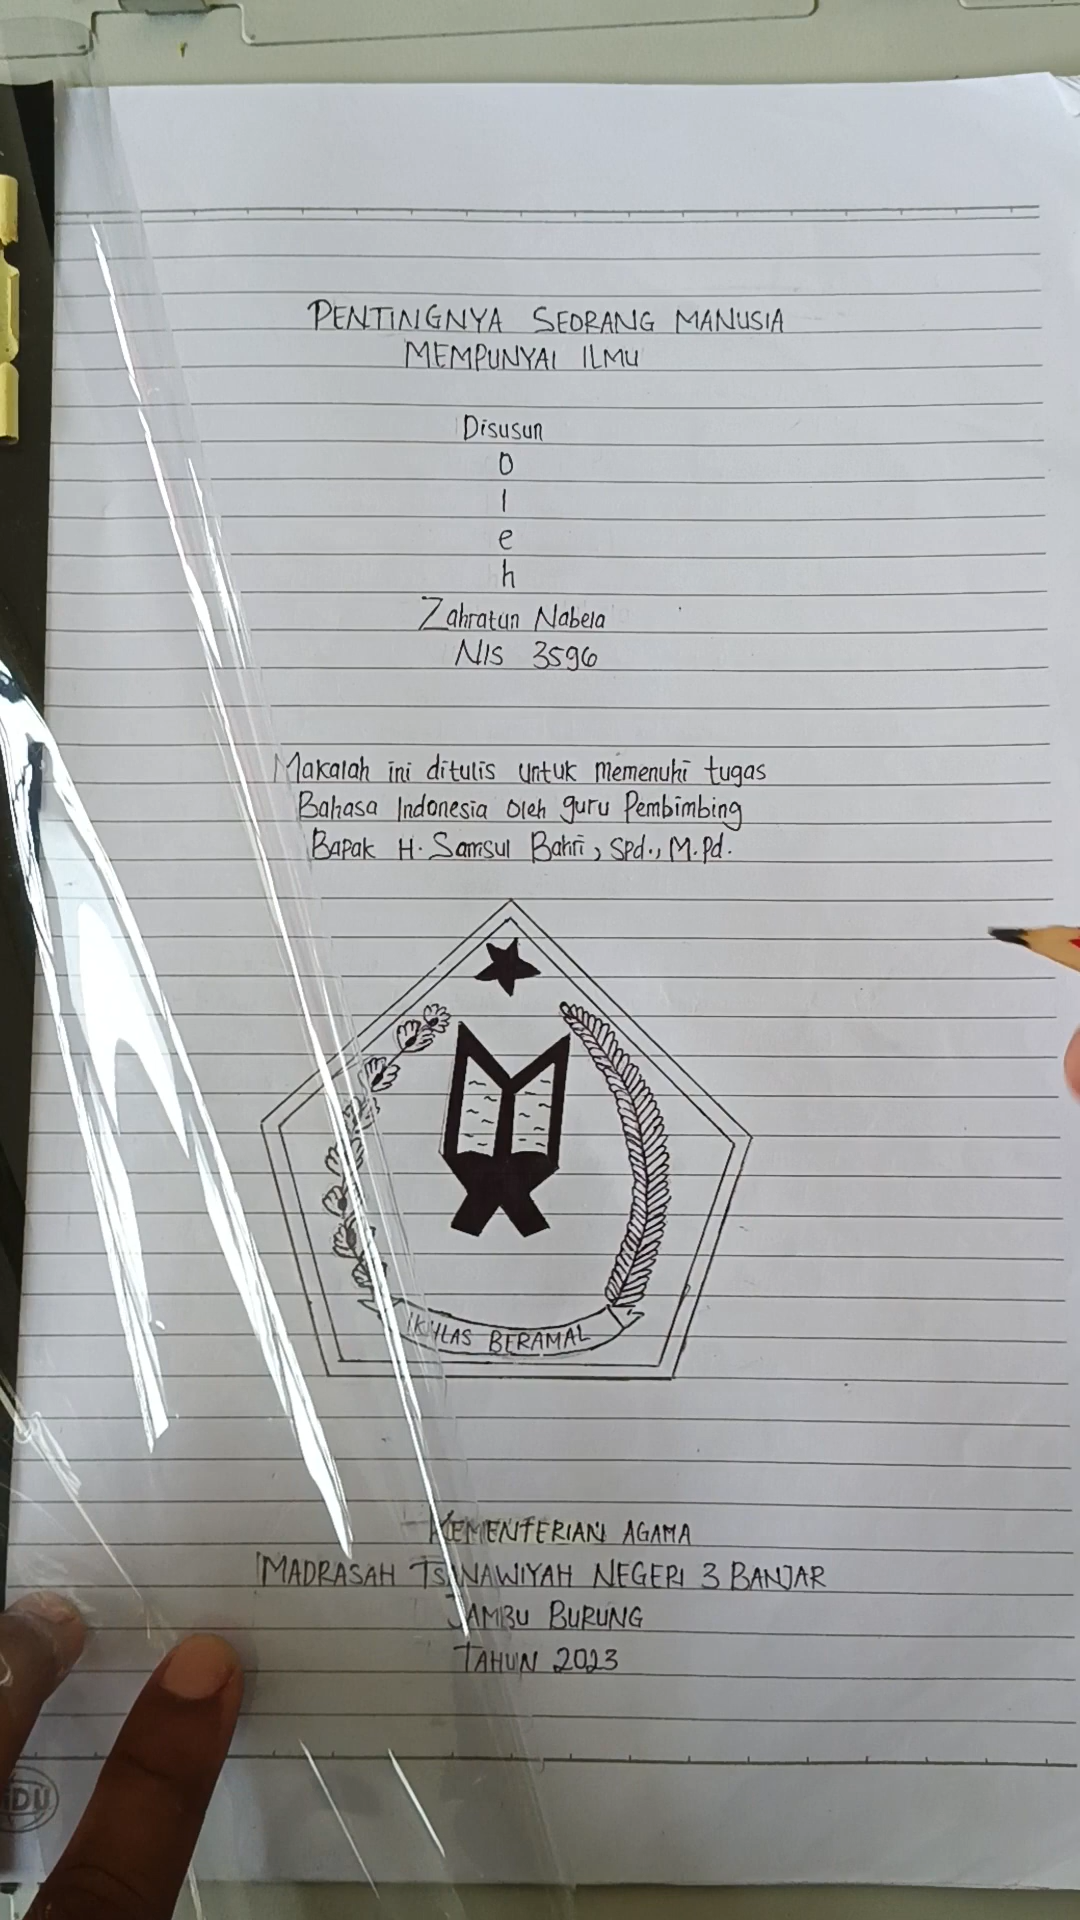 PENTINGNYA SEORANG MANUSIA
MEMPUNYAI ILMU
Disusun
O
l
e
h
Zahratun Nabela
NIS 3596
Makalah ini ditulis untuk memenuhi tugas
Bahasa Indonesia oleh guru Pembimbing
Bapak H. Samsul Bahri, Spd., M.Pd.
IKHLAS BERAMAL
KEMENTERIAN AGAMA
MADRASAH TSANAWIYAH NEGERI 3 BANJAR
JAMBU BURUNG
TAHUN 2023